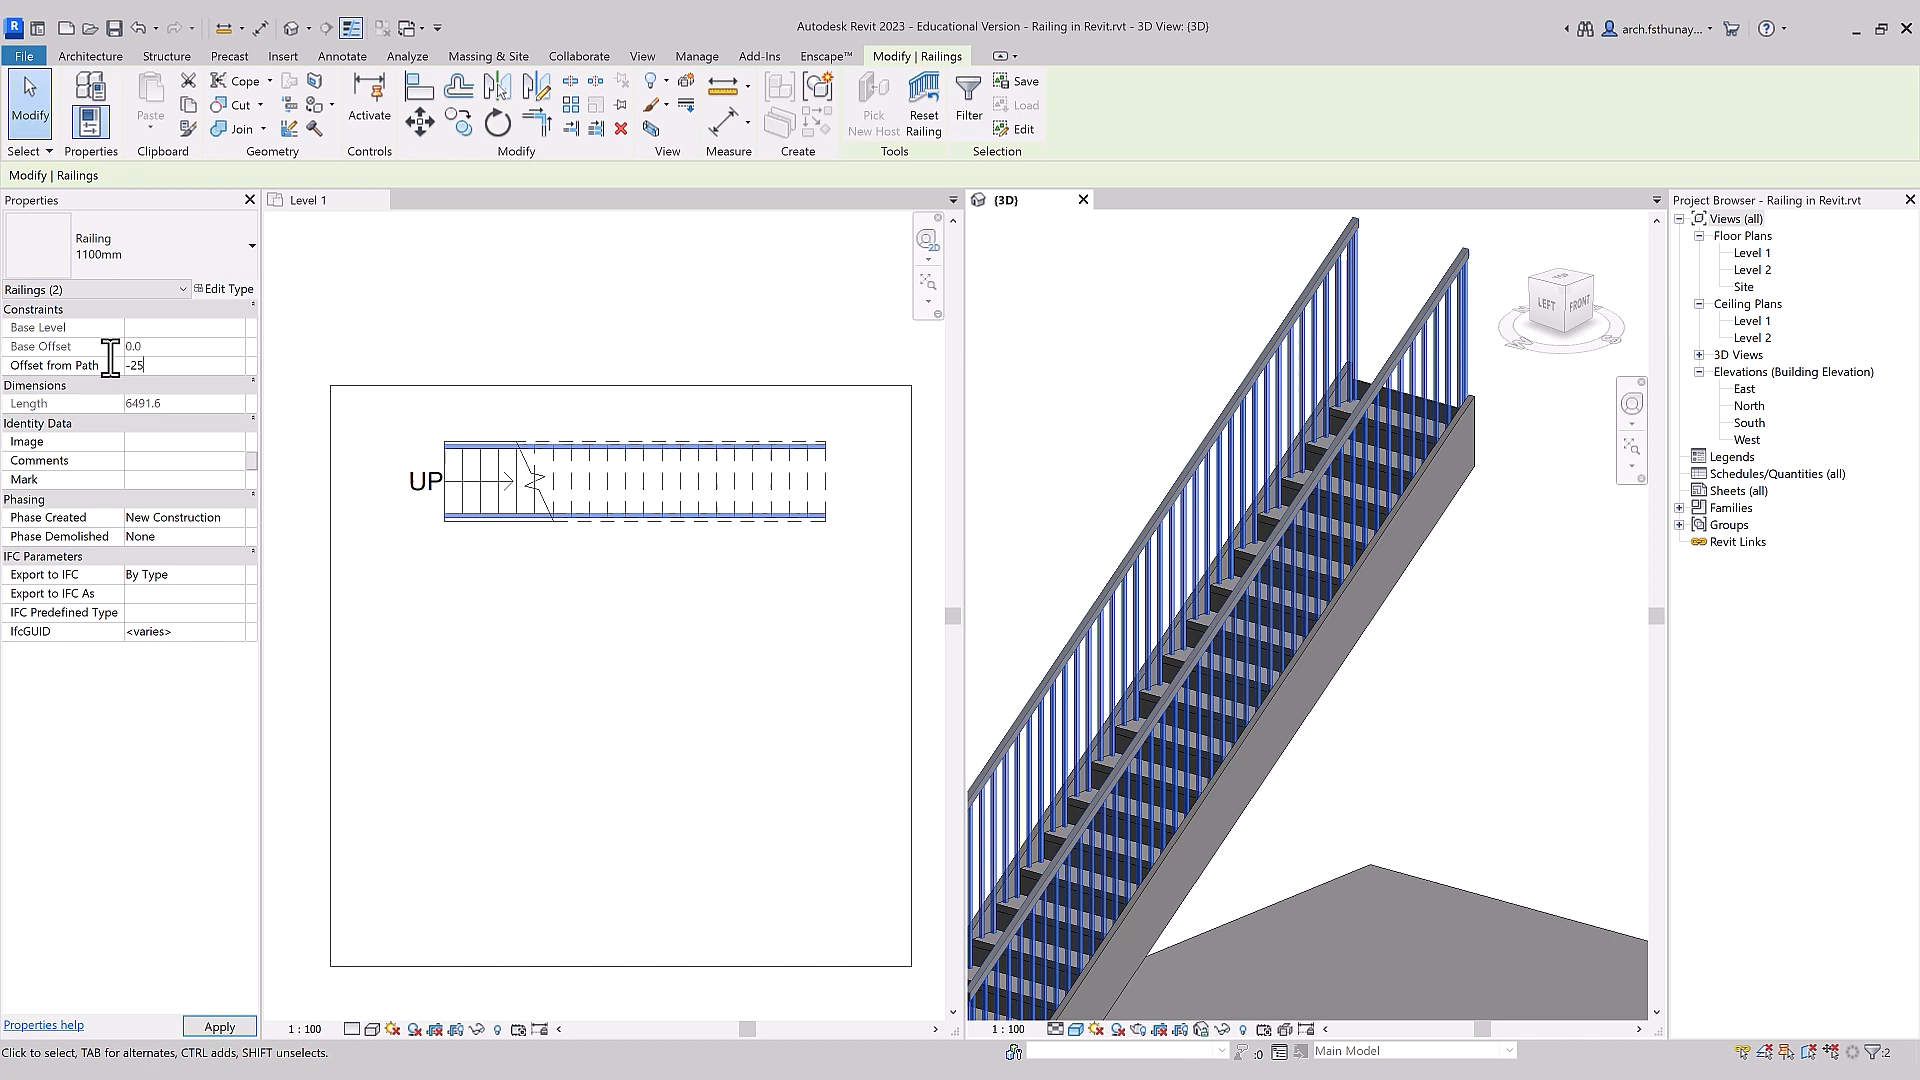 Autodesk Revit 2023 - Educational Version - Railing in Revit.rvt - 3D View: {3D}
arch.fsthunay...
File Architecture Structure Precast Insert Annotate Analyze Massing & Site Collaborate View Manage Add-Ins Enscape™ Modify | Railings
Modify
Paste
Cope
Cut
Join
Activate
Pick New Host
Reset Railing
Filter
Save
Load
Edit
Select Properties Clipboard Geometry Controls Modify View Measure Create Tools Selection
Modify | Railings
Properties
Railing
1100mm
Railings (2) Edit Type
Constraints
Base Level
Base Offset 0.0
Offset from Path -25
Dimensions
Length 6491.6
Identity Data
Image
Comments
Mark
Phasing
Phase Created New Construction
Phase Demolished None
IFC Parameters
Export to IFC By Type
Export to IFC As
IFC Predefined Type
IfcGUID <varies>
Properties help Apply
Level 1
2D
UP
1 : 100
{3D}
TOP
LEFT FRONT
1 : 100
Project Browser - Railing in Revit.rvt
Views (all)
Floor Plans
Level 1
Level 2
Site
Ceiling Plans
Level 1
Level 2
3D Views
Elevations (Building Elevation)
East
North
South
West
Legends
Schedules/Quantities (all)
Sheets (all)
Families
Groups
Revit Links
Click to select, TAB for alternates, CTRL adds, SHIFT unselects.
:0
Main Model
:2